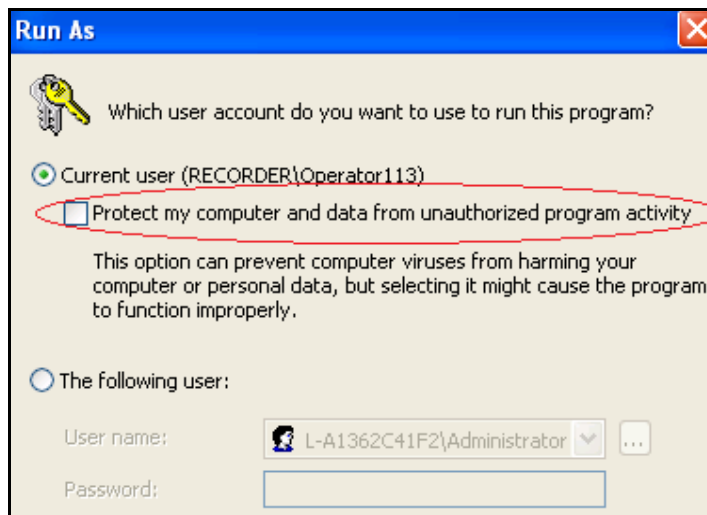 Run As
Which user account do you want to use to run this program?
Current user (RECORDER\Operator113)
Protect my computer and data from unauthorized program activity
This option can prevent computer viruses from harming your
computer or personal data, but selecting it might cause the program
to function improperly.
The following user:
User name:
L-A1362C41F2\Administrator
...
Password: